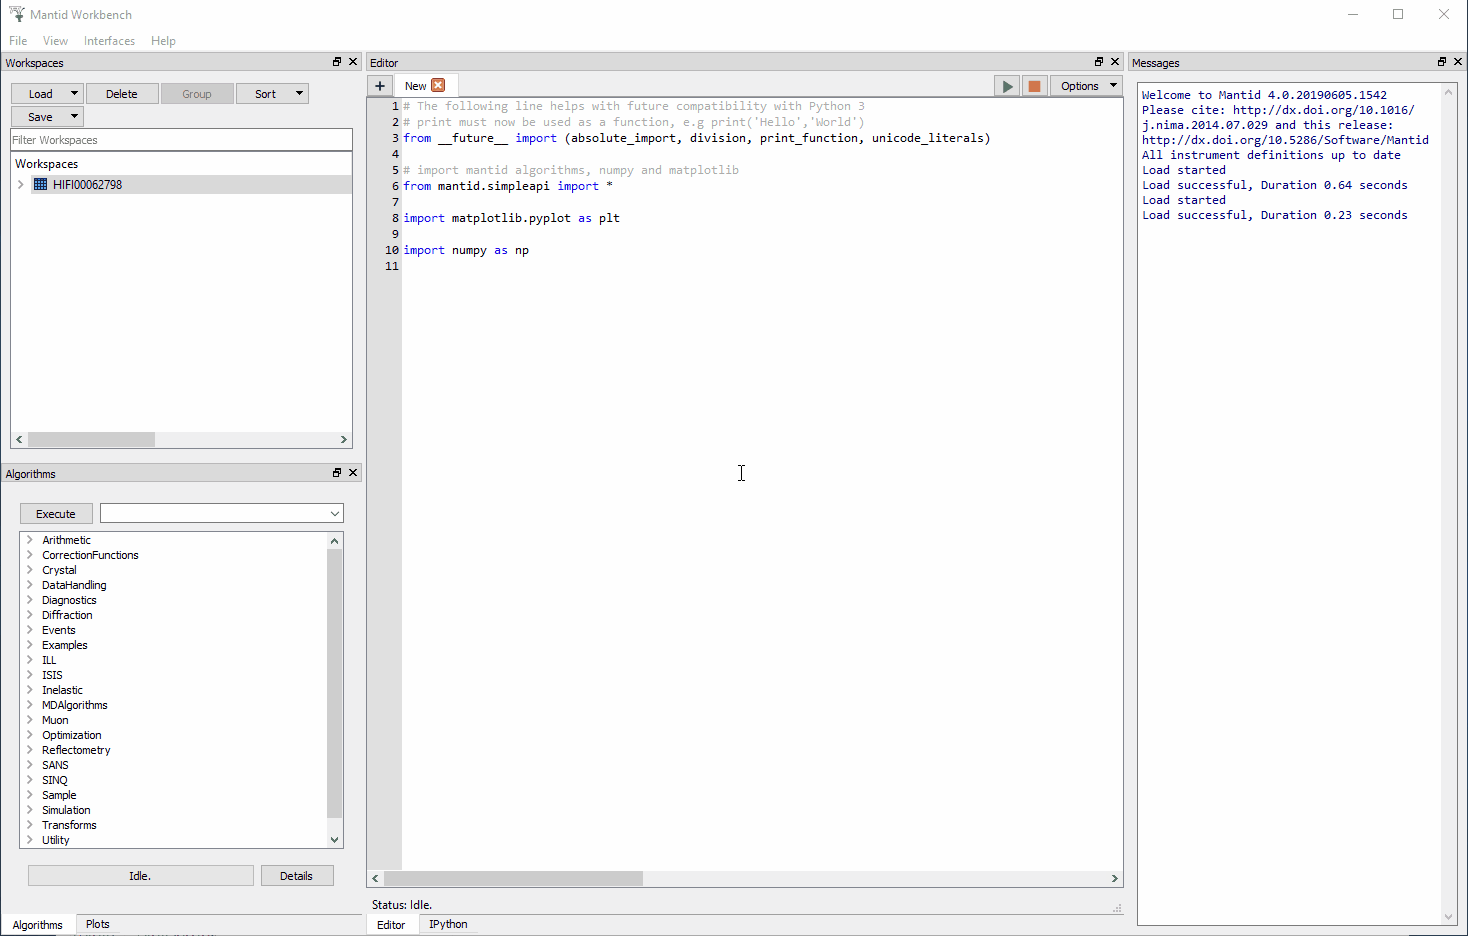 Mantid Workbench
File View Interfaces Help
Workspaces
Load Delete Group Sort
Save
Filter Workspaces
Workspaces
HIFI00062798
Algorithms
Execute
Arithmetic
CorrectionFunctions
Crystal
DataHandling
Diagnostics
Diffraction
Events
Examples
ILL
ISIS
Inelastic
MDAlgorithms
Muon
Optimization
Reflectometry
SANS
SINQ
Sample
Simulation
Transforms
Utility
Idle. Details
Algorithms Plots
Editor
+ New Options
1 # The following line helps with future compatibility with Python 3
2 # print must now be used as a function, e.g print('Hello','World')
3 from __future__ import (absolute_import, division, print_function, unicode_literals)
4
5 # import mantid algorithms, numpy and matplotlib
6 from mantid.simpleapi import *
7
8 import matplotlib.pyplot as plt
9
10 import numpy as np
11
Status: Idle.
Editor IPython
Messages
Welcome to Mantid 4.0.20190605.1542
Please cite: http://dx.doi.org/10.1016/
j.nima.2014.07.029 and this release:
http://dx.doi.org/10.5286/Software/Mantid
All instrument definitions up to date
Load started
Load successful, Duration 0.64 seconds
Load started
Load successful, Duration 0.23 seconds